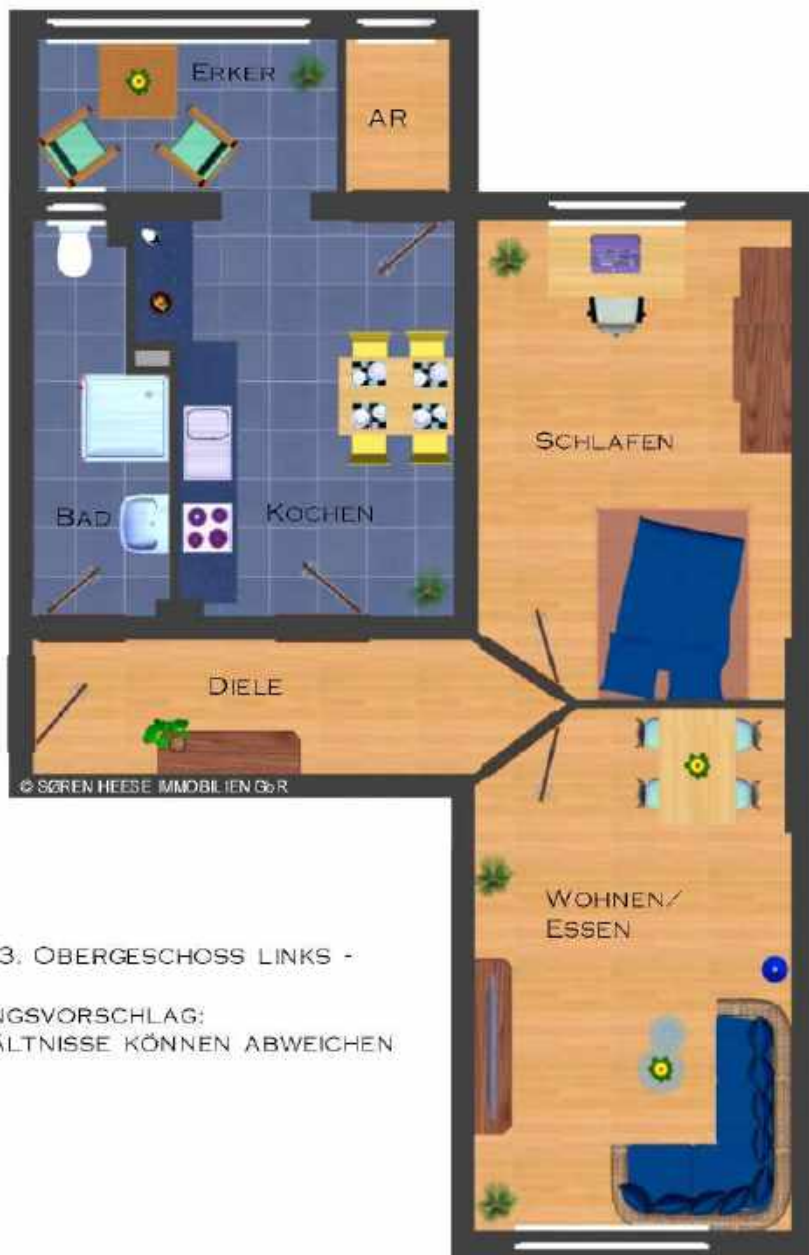 ERKER
AR
SCHLAFEN
BAD
KOCHEN
DIELE
© SØREN HEESE IMMOBILIEN GbR
WOHNEN/
ESSEN
3. OBERGESCHOSS LINKS -
NGSVORSCHLAG:
ÄLTNISSE KÖNNEN ABWEICHEN